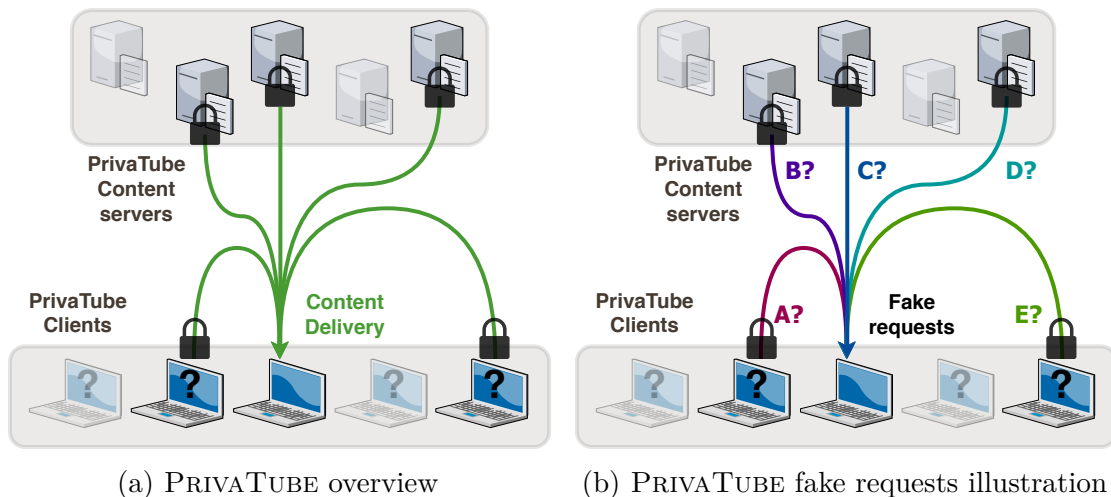 PrivaTube
Content
servers
PrivaTube
Clients
Content
Delivery
?
?
?
?
(a) PRIVATUBE overview
PrivaTube
Content
servers
B?
C?
D?
PrivaTube
Clients
A?
Fake
requests
E?
?
?
?
?
(b) PRIVATUBE fake requests illustration